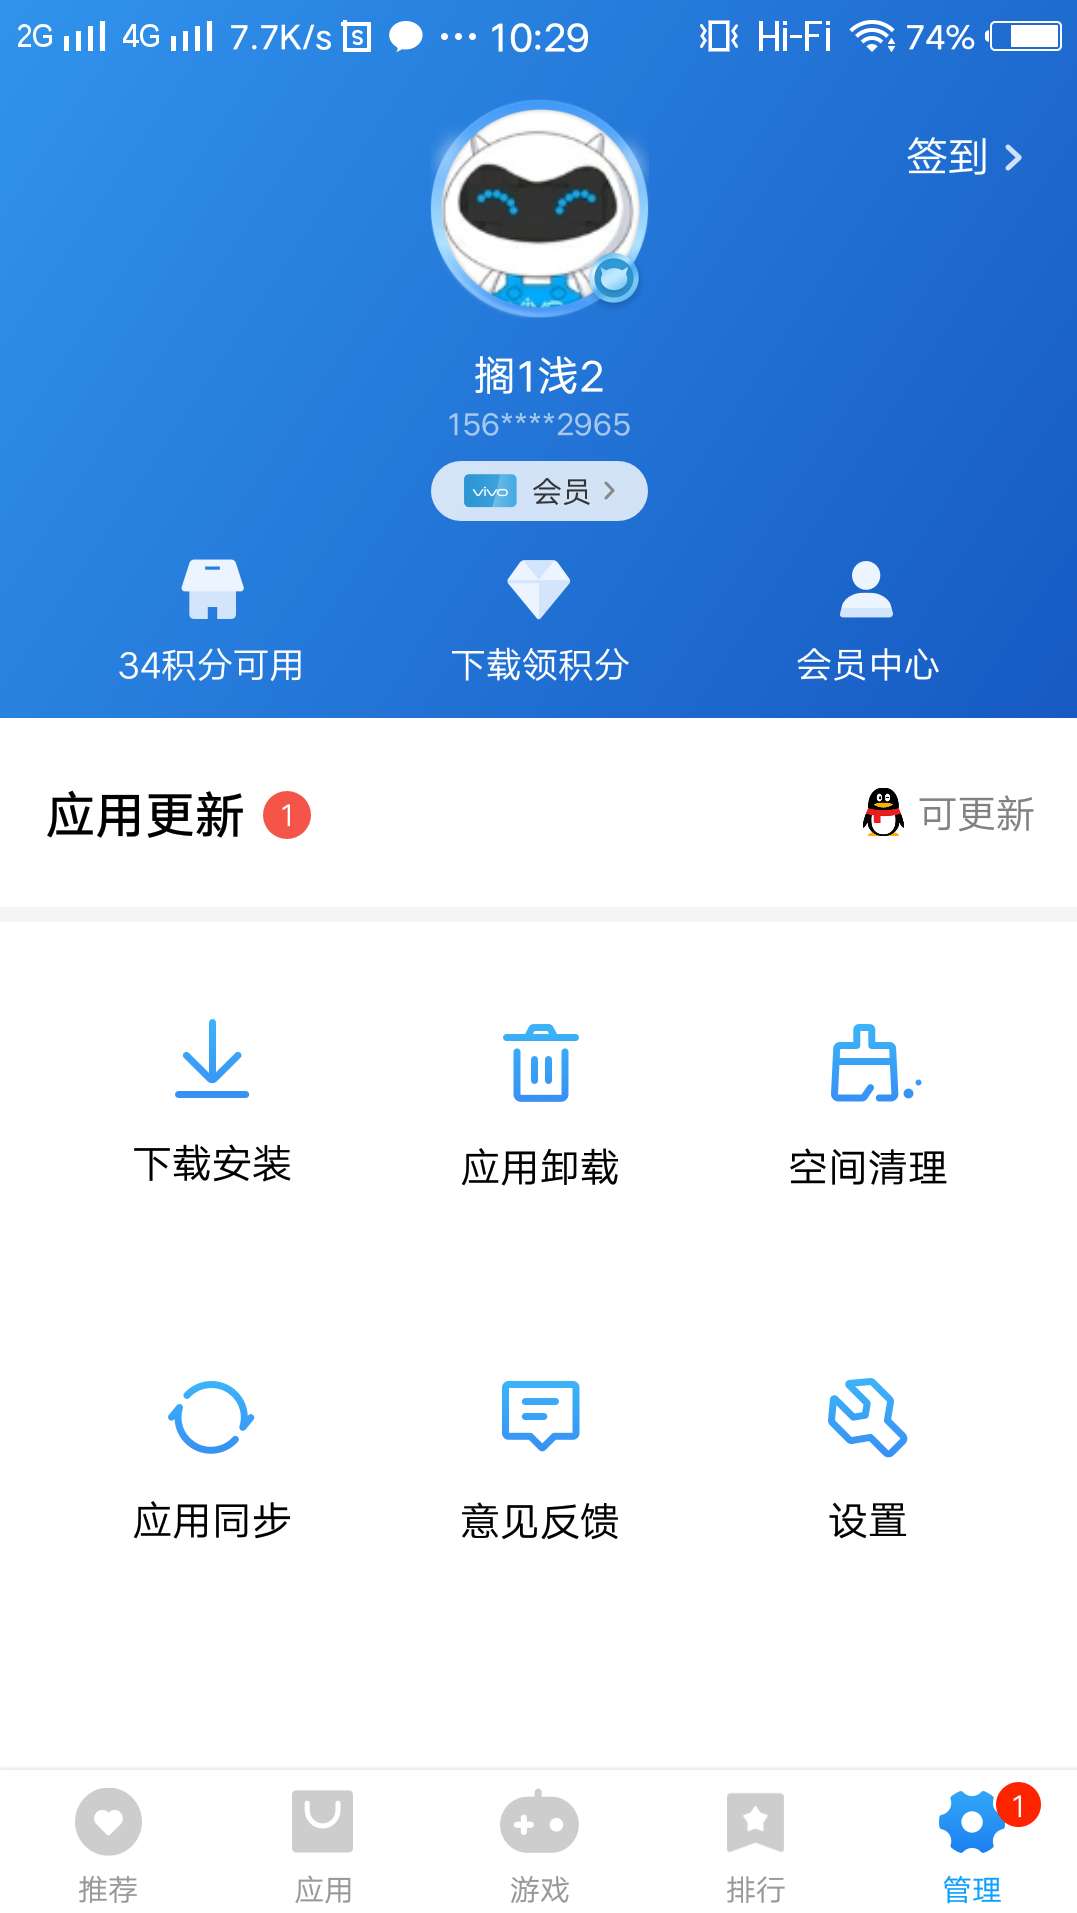 2G 4G 7.7K/s S ··· 10:29 Hi-Fi 74%
签到
vivo
搁1浅2
156****2965
vivo 会员
34积分可用 下载领积分 会员中心
应用更新 1 可更新
下载安装 应用卸载 空间清理
应用同步 意见反馈 设置
1
推荐 应用 游戏 排行 管理